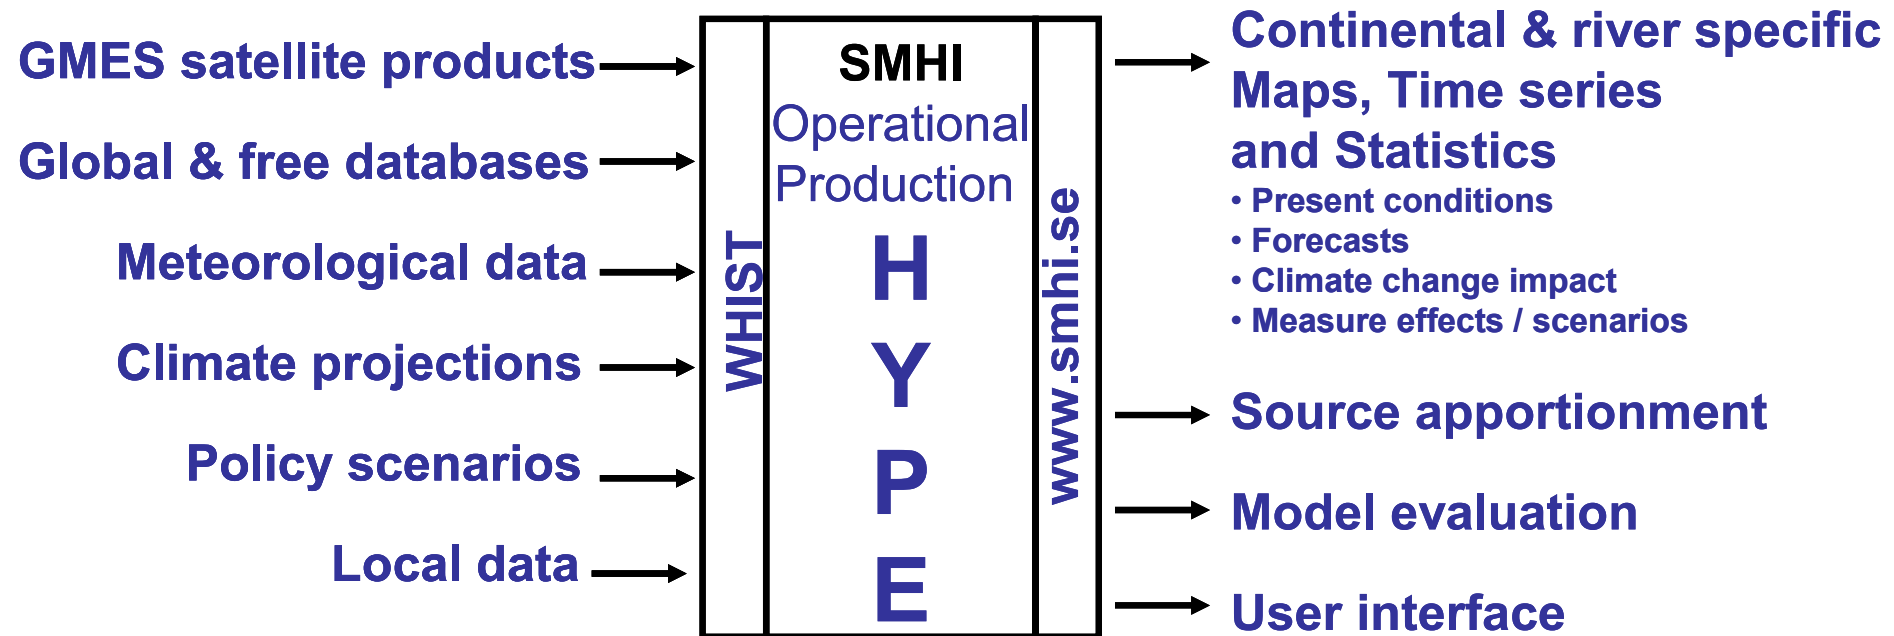 GMES satellite products
Global & free databases
Meteorological data
Climate projections
Policy scenarios
Local data
WHIST
SMHI
Operational
Production
H
Y
P
E
www.smhi.se
Continental & river specific
Maps, Time series
and Statistics
• Present conditions
• Forecasts
• Climate change impact
• Measure effects / scenarios
Source apportionment
Model evaluation
User interface